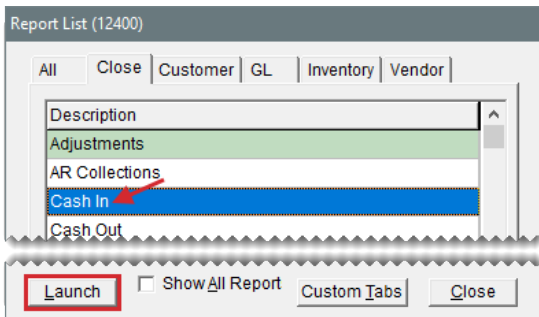 Report List (12400)
All Close Customer GL Inventory Vendor
Description
Adjustments
AR Collections
Cash In
Cash Out
Launch Show All Report Custom Tabs Close